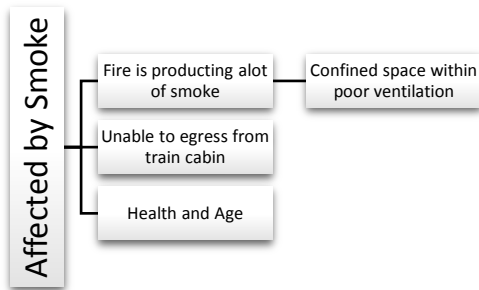 Affected by Smoke
Fire is producting alot
of smoke
Confined space within
poor ventilation
Unable to egress from
train cabin
Health and Age